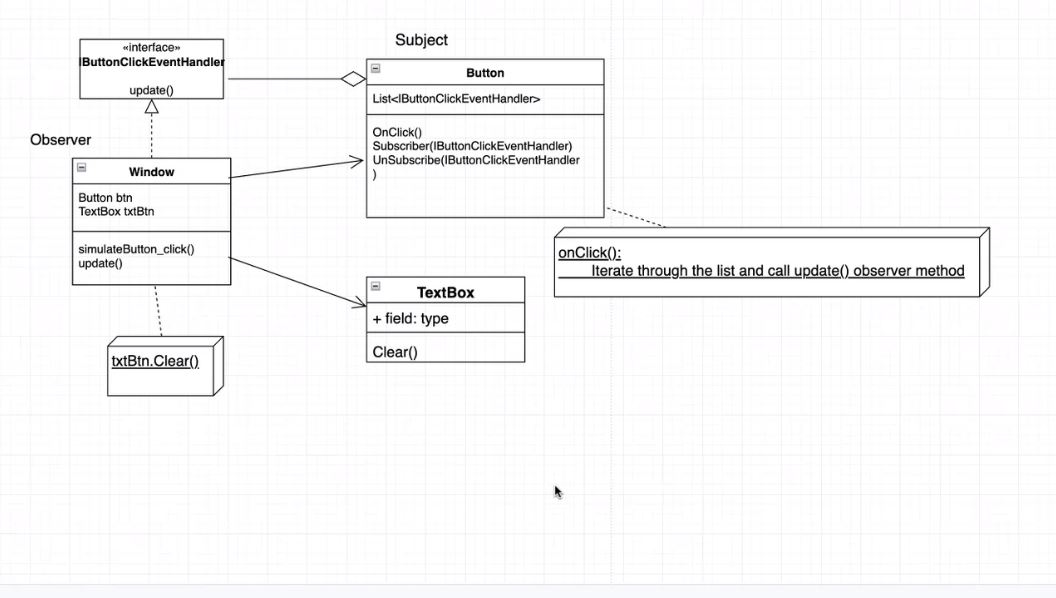 Subject
«interface»
IButtonClickEventHandler
update()
Button
List<IButtonClickEventHandler>
OnClick()
Subscriber(IButtonClickEventHandler)
UnSubscribe(IButtonClickEventHandler
)
Observer
Window
Button btn
TextBox txtBtn
simulateButton_click()
update()
onClick():
Iterate through the list and call update() observer method
TextBox
+ field: type
Clear()
txtBtn.Clear()